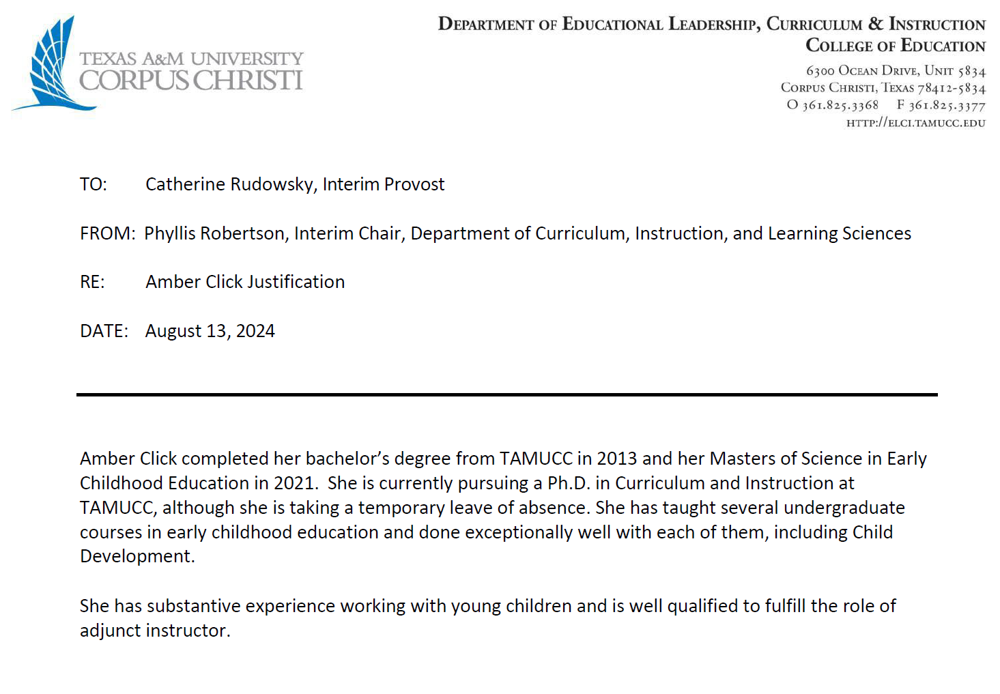 TEXAS A&M UNIVERSITY
CORPUS CHRISTI
DEPARTMENT OF EDUCATIONAL LEADERSHIP, CURRICULUM & INSTRUCTION
COLLEGE OF EDUCATION
6300 OCEAN DRIVE, UNIT 5834
CORPUS CHRISTI, TEXAS 78412-5834
O 361.825.3368 F 361.825.3377
HTTP://ELCI.TAMUCC.EDU
TO: Catherine Rudowsky, Interim Provost
FROM: Phyllis Robertson, Interim Chair, Department of Curriculum, Instruction, and Learning Sciences
RE: Amber Click Justification
DATE: August 13, 2024
Amber Click completed her bachelor’s degree from TAMUCC in 2013 and her Masters of Science in Early
Childhood Education in 2021.  She is currently pursuing a Ph.D. in Curriculum and Instruction at
TAMUCC, although she is taking a temporary leave of absence. She has taught several undergraduate
courses in early childhood education and done exceptionally well with each of them, including Child
Development.
She has substantive experience working with young children and is well qualified to fulfill the role of
adjunct instructor.